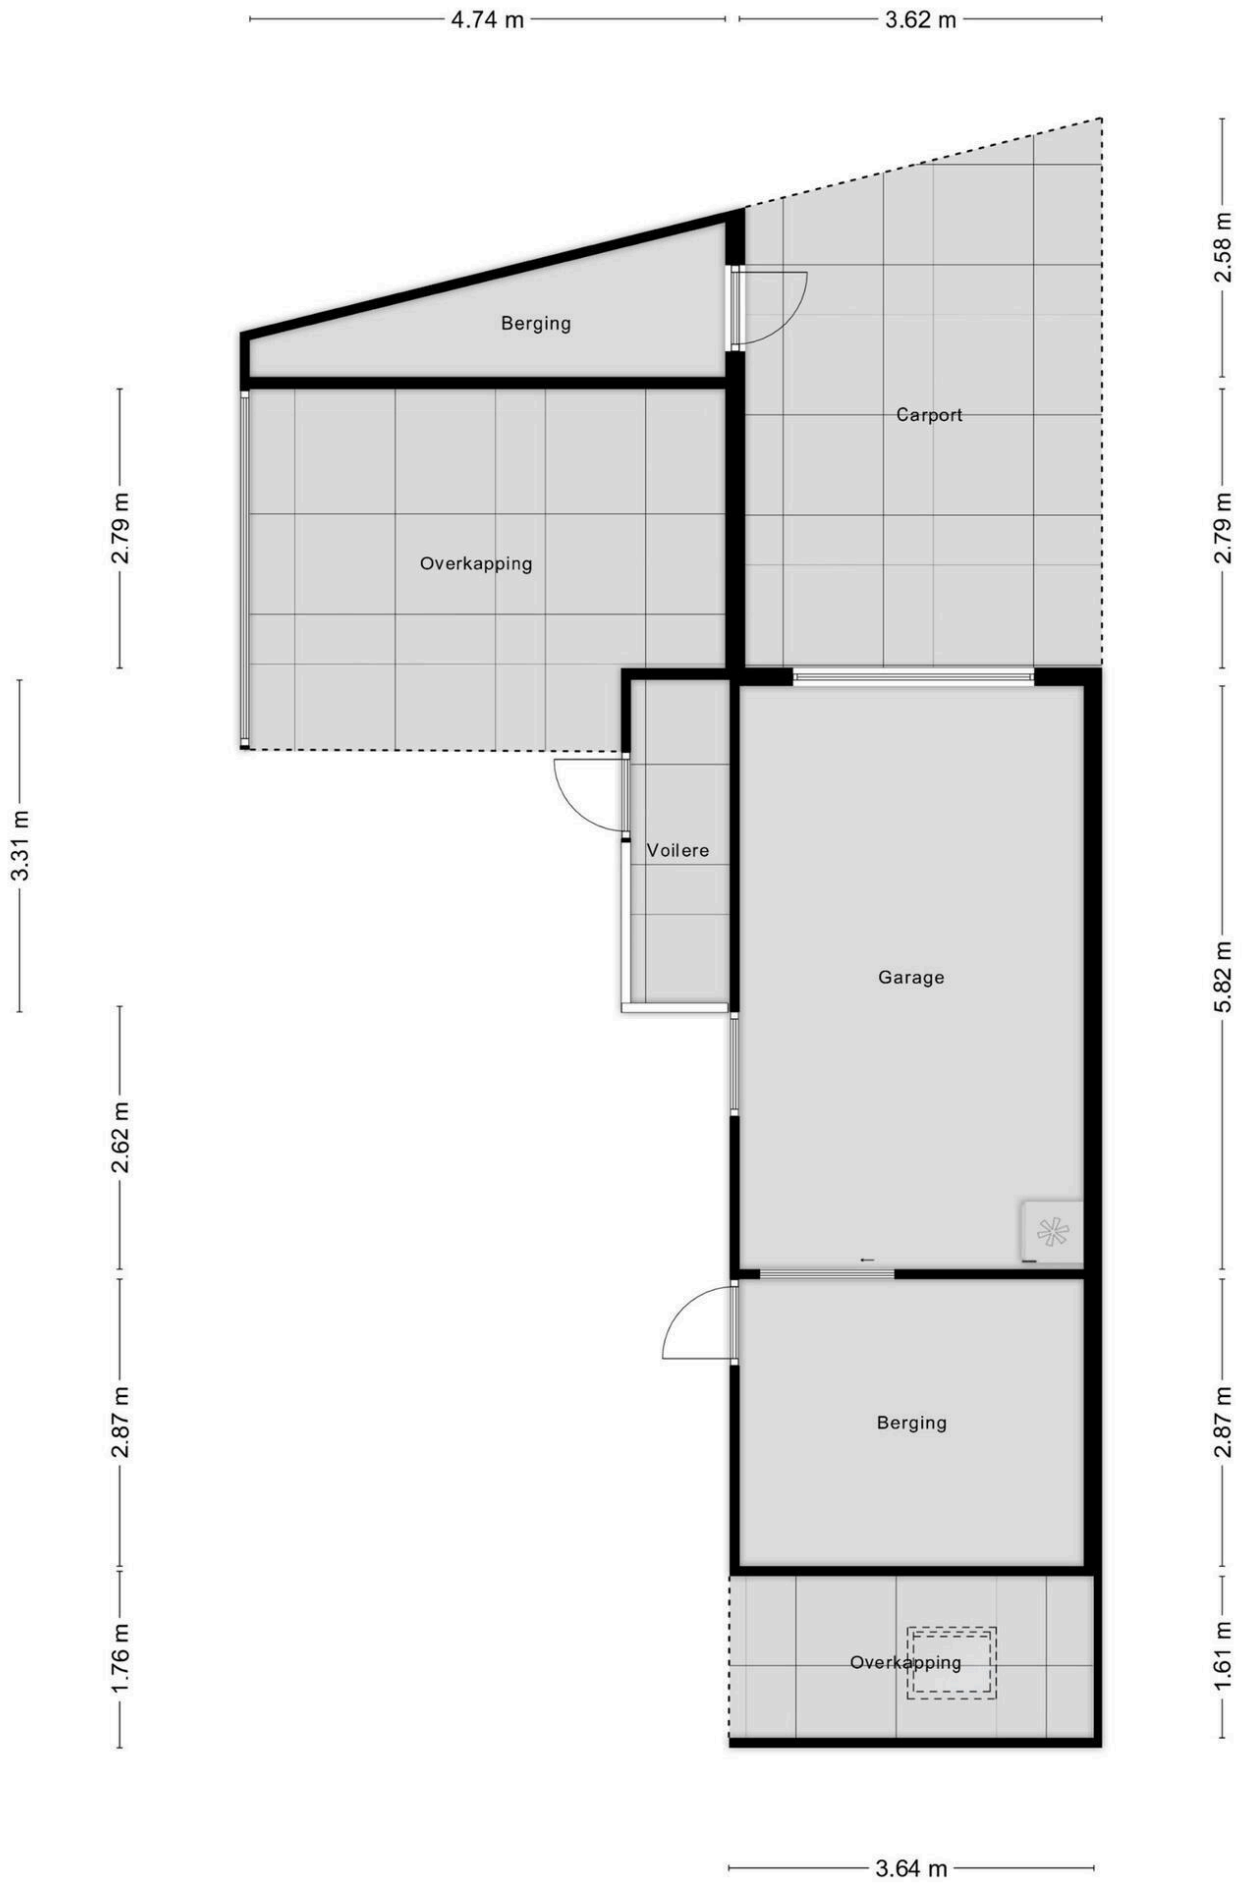 4.74 m
3.62 m
2.58 m
Berging
Carport
2.79 m
2.79 m
Overkapping
3.31 m
Voilere
5.82 m
Garage
2.62 m
2.87 m
2.87 m
Berging
1.76 m
1.61 m
Overkapping
3.64 m